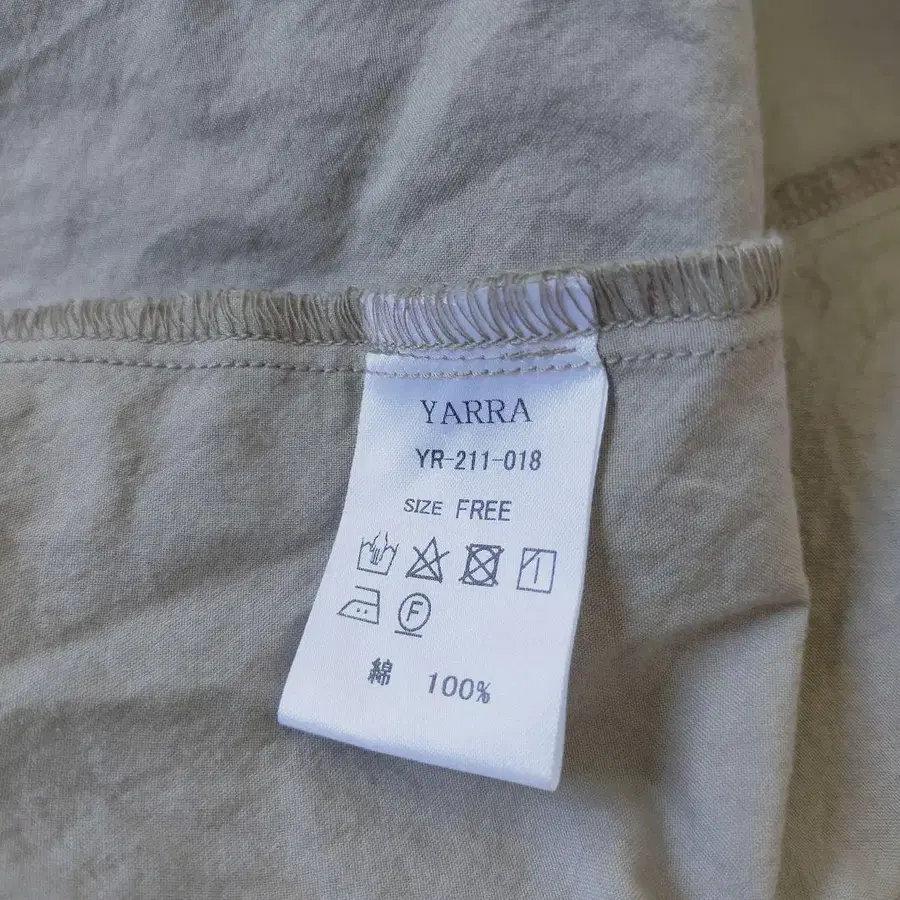 YARRA
YR-211-018
SIZE FREE
F
綿 100%